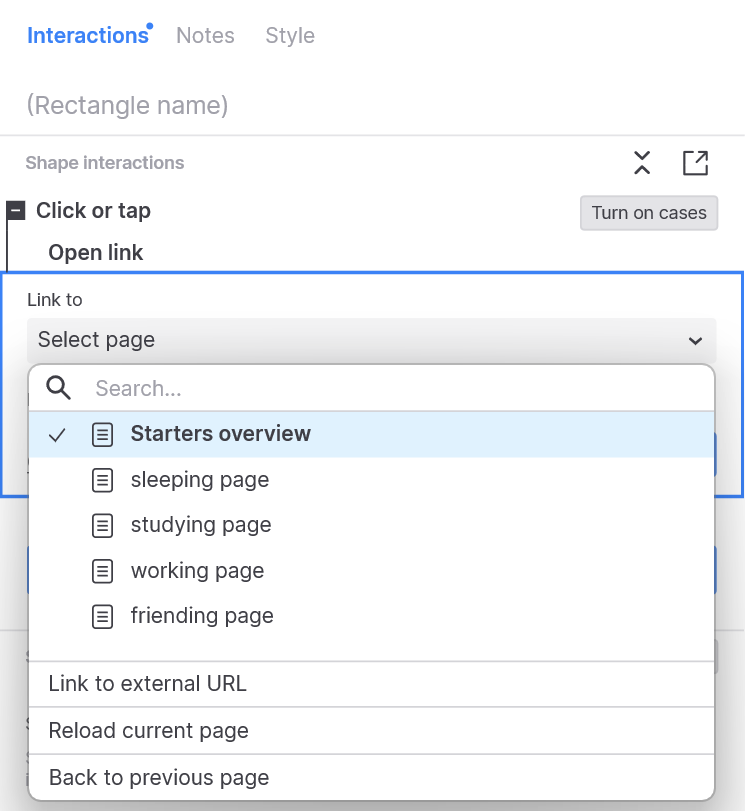 Interactions Notes Style
(Rectangle name)
Shape interactions
Click or tap
Turn on cases
Open link
Link to
Select page
Search...
Starters overview
sleeping page
studying page
working page
friending page
Link to external URL
Reload current page
Back to previous page